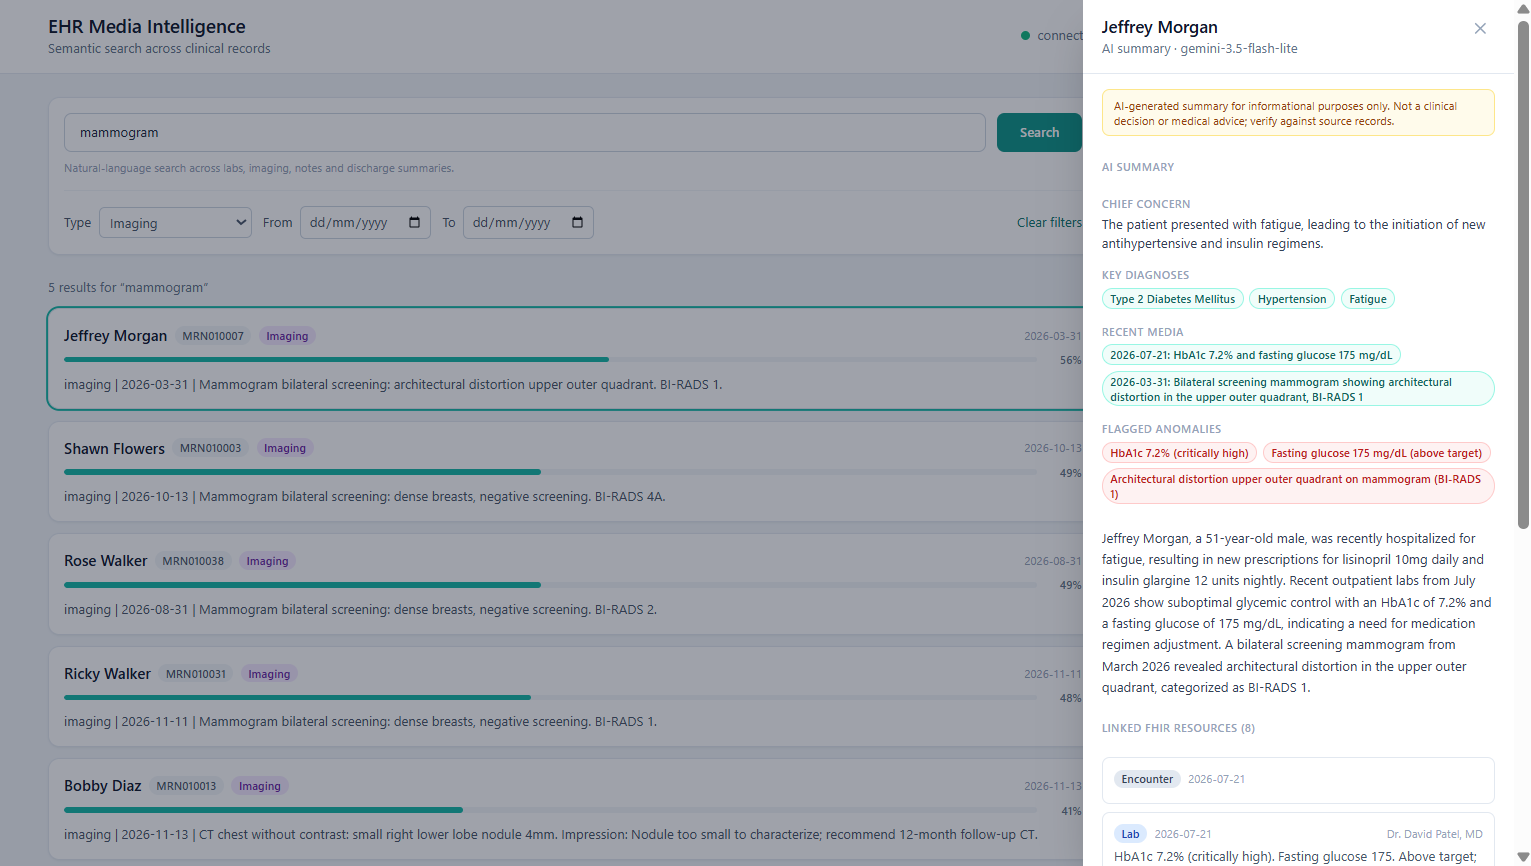 EHR Media Intelligence
Semantic search across clinical records
connect
mammogram
Search
Natural-language search across labs, imaging, notes and discharge summaries.
Type
Imaging
From
dd/mm/yyyy
To
dd/mm/yyyy
Clear filters
5 results for “mammogram”
Jeffrey Morgan MRN010007 Imaging 2026-03-31
56%
imaging | 2026-03-31 | Mammogram bilateral screening: architectural distortion upper outer quadrant. BI-RADS 1.
Shawn Flowers MRN010003 Imaging 2026-10-13
49%
imaging | 2026-10-13 | Mammogram bilateral screening: dense breasts, negative screening. BI-RADS 4A.
Rose Walker MRN010038 Imaging 2026-08-31
49%
imaging | 2026-08-31 | Mammogram bilateral screening: dense breasts, negative screening. BI-RADS 2.
Ricky Walker MRN010031 Imaging 2026-11-11
48%
imaging | 2026-11-11 | Mammogram bilateral screening: dense breasts, negative screening. BI-RADS 1.
Bobby Diaz MRN010013 Imaging 2026-11-13
41%
imaging | 2026-11-13 | CT chest without contrast: small right lower lobe nodule 4mm. Impression: Nodule too small to characterize; recommend 12-month follow-up CT.
Jeffrey Morgan
AI summary · gemini-3.5-flash-lite
AI-generated summary for informational purposes only. Not a clinical
decision or medical advice; verify against source records.
AI SUMMARY
CHIEF CONCERN
The patient presented with fatigue, leading to the initiation of new
antihypertensive and insulin regimens.
KEY DIAGNOSES
Type 2 Diabetes Mellitus Hypertension Fatigue
RECENT MEDIA
2026-07-21: HbA1c 7.2% and fasting glucose 175 mg/dL
2026-03-31: Bilateral screening mammogram showing architectural
distortion in the upper outer quadrant, BI-RADS 1
FLAGGED ANOMALIES
HbA1c 7.2% (critically high) Fasting glucose 175 mg/dL (above target)
Architectural distortion upper outer quadrant on mammogram (BI-RADS
1)
Jeffrey Morgan, a 51-year-old male, was recently hospitalized for
fatigue, resulting in new prescriptions for lisinopril 10mg daily and
insulin glargine 12 units nightly. Recent outpatient labs from July
2026 show suboptimal glycemic control with an HbA1c of 7.2% and
a fasting glucose of 175 mg/dL, indicating a need for medication
regimen adjustment. A bilateral screening mammogram from
March 2026 revealed architectural distortion in the upper outer
quadrant, categorized as BI-RADS 1.
LINKED FHIR RESOURCES (8)
Encounter 2026-07-21
Lab 2026-07-21 Dr. David Patel, MD
HbA1c 7.2% (critically high). Fasting glucose 175. Above target;